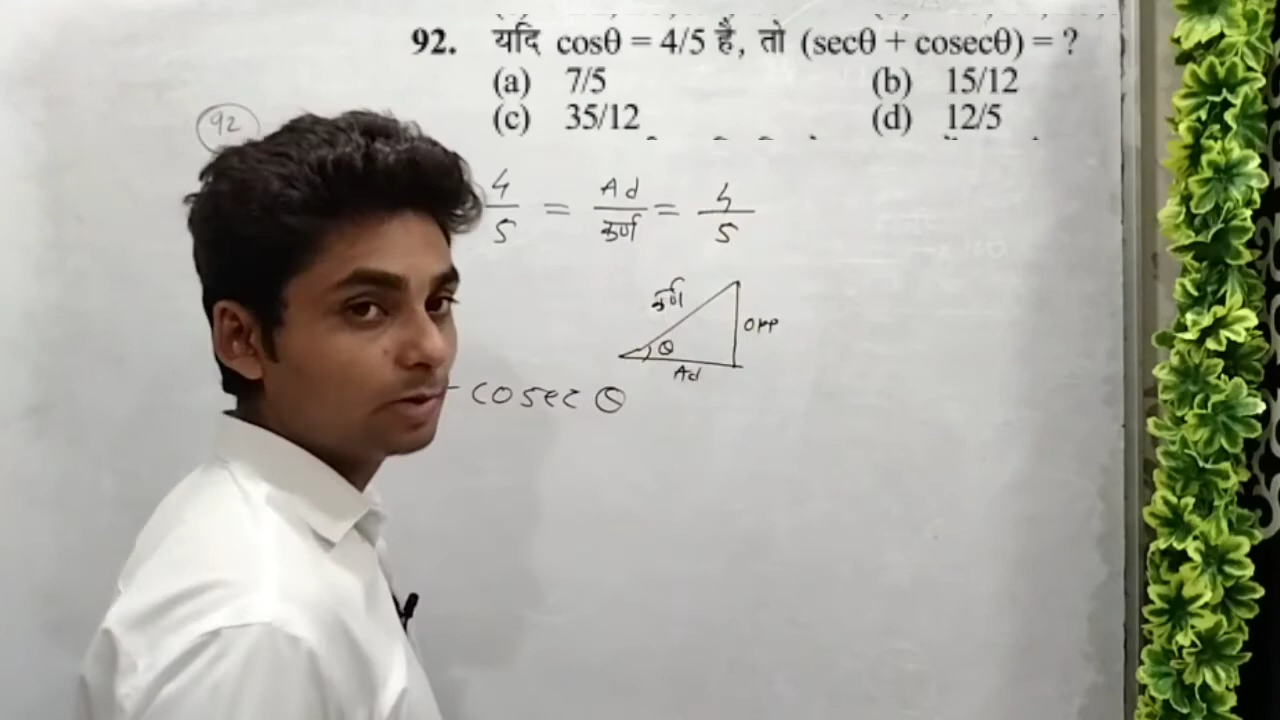 92. यदि cosθ = 4/5 है, तो (secθ + cosecθ) = ?
(a) 7/5 (b) 15/12
(c) 35/12 (d) 12/5
92
4/5 = Ad/कर्ण = 4/5
कर्ण
θ
opp
Ad
cosec θ